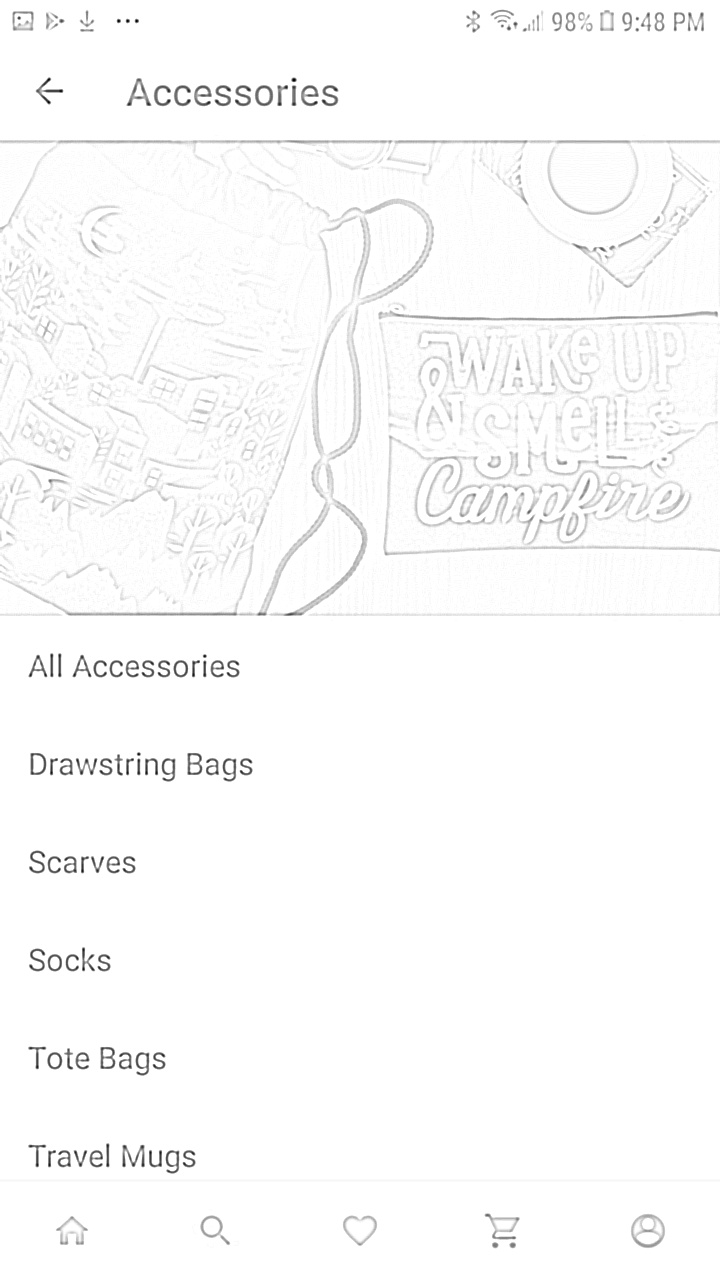 98% 9:48 PM
Accessories
WAKE UP
& SMELL
Campfire
All Accessories
Drawstring Bags
Scarves
Socks
Tote Bags
Travel Mugs